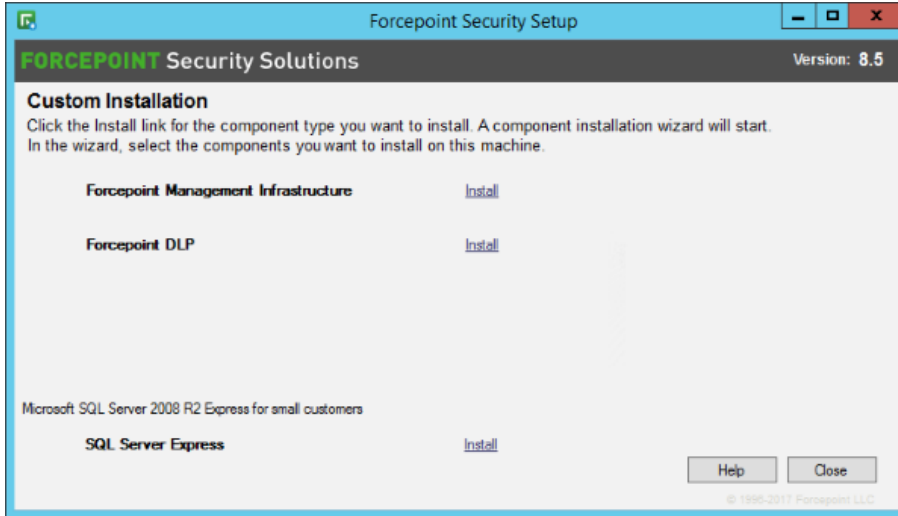 Forcepoint Security Setup
FORCEPOINT Security Solutions
Version: 8.5
Custom Installation
Click the Install link for the component type you want to install. A component installation wizard will start.
In the wizard, select the components you want to install on this machine.
Forcepoint Management Infrastructure Install
Forcepoint DLP Install
Microsoft SQL Server 2008 R2 Express for small customers
SQL Server Express Install
Help Close
© 1996-2017 Forcepoint LLC